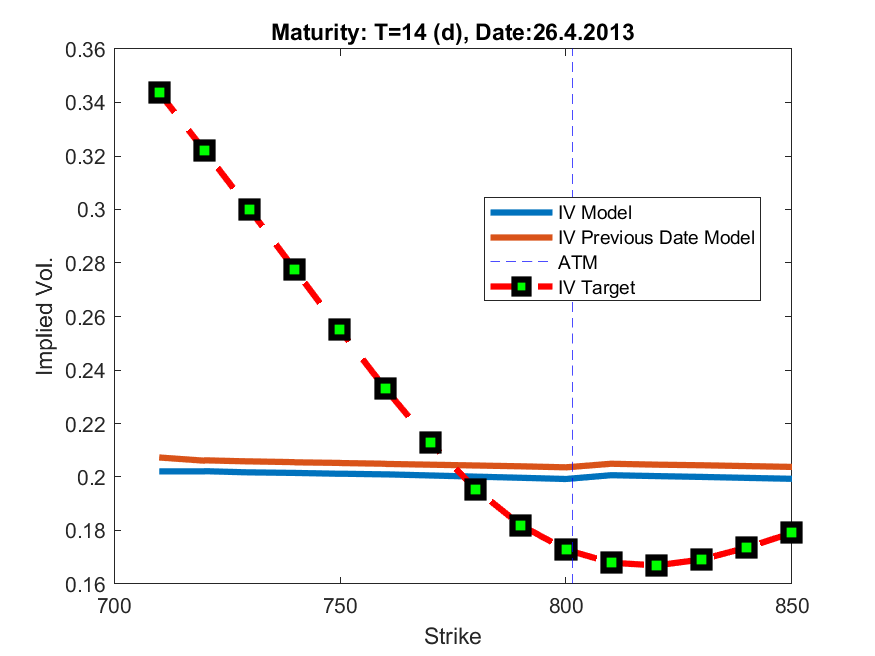 Maturity: T=14 (d), Date:26.4.2013
0.36
0.34
0.32
0.3
0.28
0.26
0.24
0.22
0.2
0.18
0.16
Implied Vol.
IV Model
IV Previous Date Model
ATM
IV Target
700
750
800
850
Strike